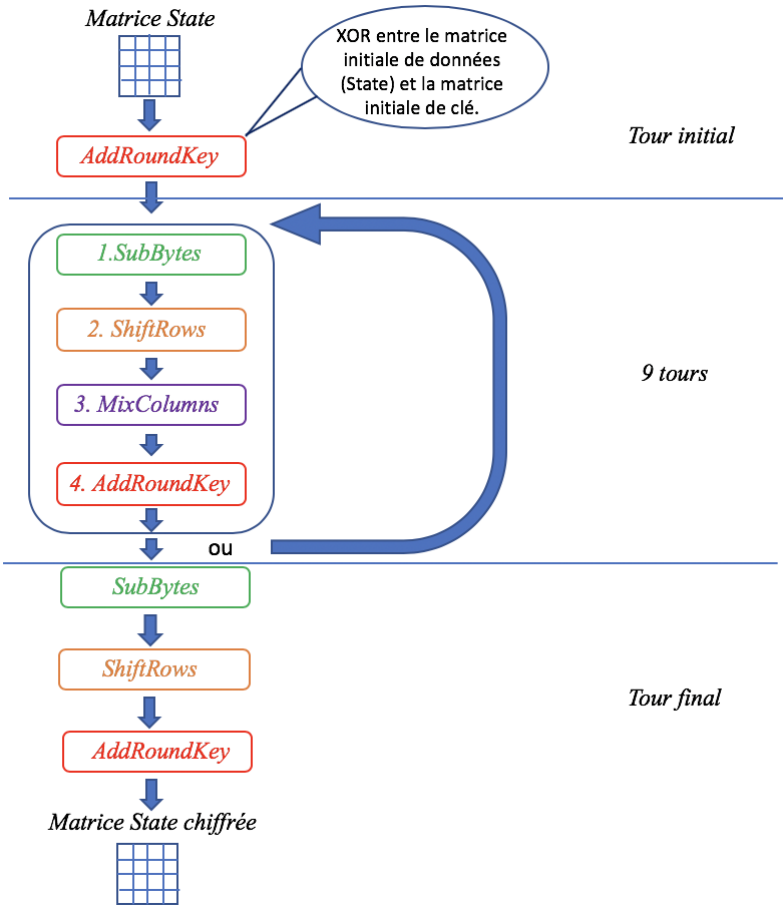 Matrice State
XOR entre le matrice
initiale de données
(State) et la matrice
initiale de clé.
AddRoundKey
Tour initial
1.SubBytes
2. ShiftRows
3. MixColumns
9 tours
4. AddRoundKey
ou
SubBytes
ShiftRows
Tour final
AddRoundKey
Matrice State chiffrée